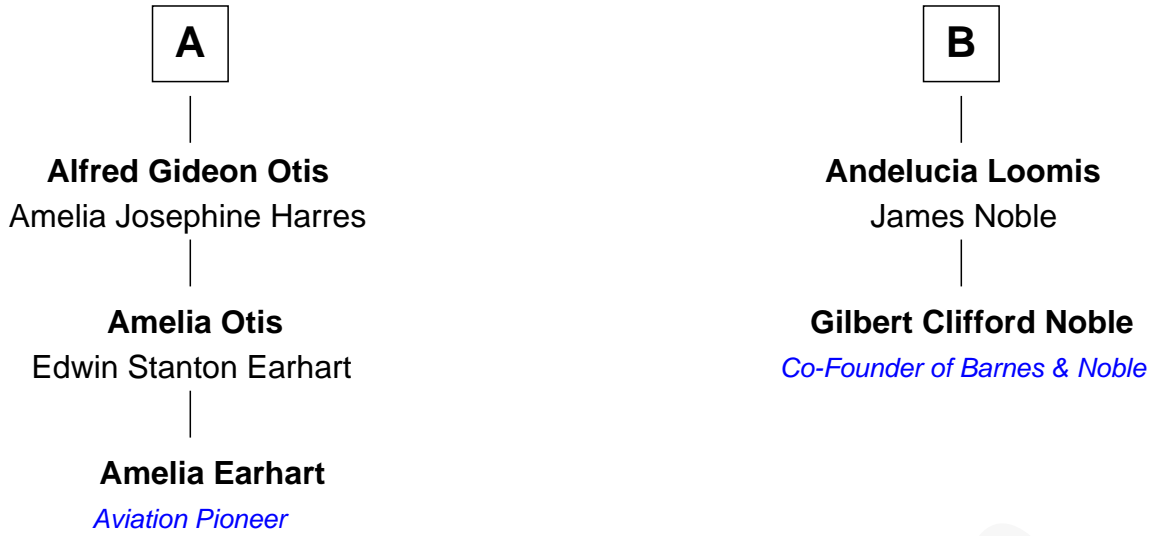 A
Alfred Gideon Otis
Amelia Josephine Harres
Amelia Otis
Edwin Stanton Earhart
Amelia Earhart
Aviation Pioneer
B
Andelucia Loomis
James Noble
Gilbert Clifford Noble
Co-Founder of Barnes & Noble